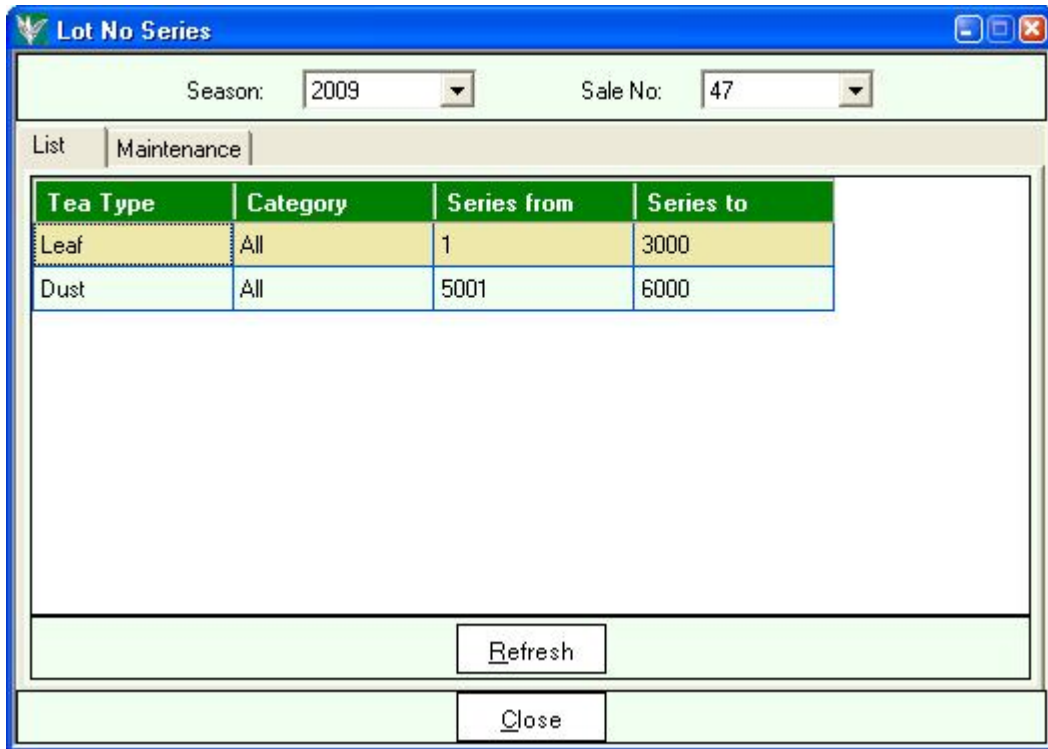 Lot No Series
Season: 2009 Sale No: 47
List Maintenance
Tea Type Category Series from Series to
Leaf All 1 3000
Dust All 5001 6000
Refresh
Close